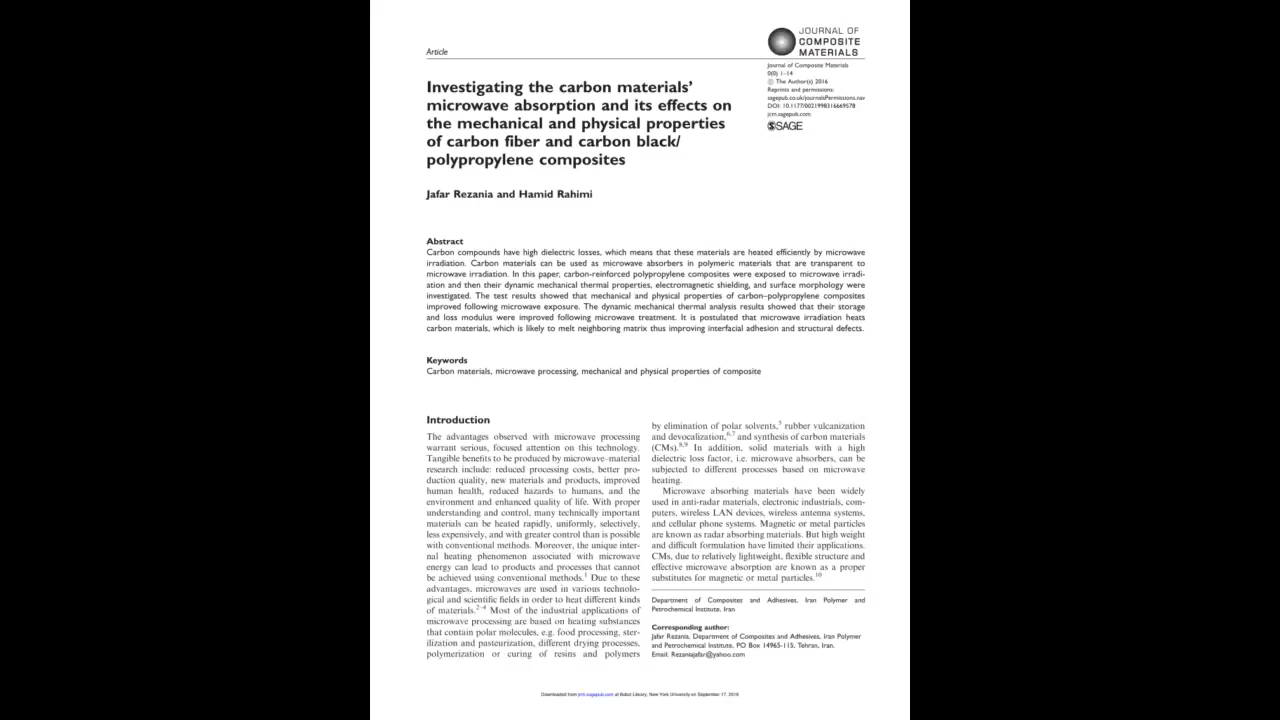 Article
JOURNAL OF
COMPOSITE
MATERIALS
Journal of Composite Materials
0(0) 1–14
© The Author(s) 2016
Reprints and permissions:
sagepub.co.uk/journalsPermissions.nav
DOI: 10.1177/0021998316669578
jcm.sagepub.com
SAGE
Investigating the carbon materials’
microwave absorption and its effects on
the mechanical and physical properties
of carbon fiber and carbon black/
polypropylene composites
Jafar Rezania and Hamid Rahimi
Abstract
Carbon compounds have high dielectric losses, which means that these materials are heated efficiently by microwave
irradiation. Carbon materials can be used as microwave absorbers in polymeric materials that are transparent to
microwave irradiation. In this paper, carbon-reinforced polypropylene composites were exposed to microwave irradi-
ation and then their dynamic mechanical thermal properties, electromagnetic shielding, and surface morphology were
investigated. The test results showed that mechanical and physical properties of carbon–polypropylene composites
improved following microwave exposure. The dynamic mechanical thermal analysis results showed that their storage
and loss modulus were improved following microwave treatment. It is postulated that microwave irradiation heats
carbon materials, which is likely to melt neighboring matrix thus improving interfacial adhesion and structural defects.
Keywords
Carbon materials, microwave processing, mechanical and physical properties of composite
Introduction
The advantages observed with microwave processing
warrant serious, focused attention on this technology.
Tangible benefits to be produced by microwave–material
research include: reduced processing costs, better pro-
duction quality, new materials and products, improved
human health, reduced hazards to humans, and the
environment and enhanced quality of life. With proper
understanding and control, many technically important
materials can be heated rapidly, uniformly, selectively,
less expensively, and with greater control than is possible
with conventional methods. Moreover, the unique inter-
nal heating phenomenon associated with microwave
energy can lead to products and processes that cannot
be achieved using conventional methods.1 Due to these
advantages, microwaves are used in various technolo-
gical and scientific fields in order to heat different kinds
of materials.2–4 Most of the industrial applications of
microwave processing are based on heating substances
that contain polar molecules, e.g. food processing, ster-
ilization and pasteurization, different drying processes,
polymerization or curing of resins and polymers
by elimination of polar solvents,5 rubber vulcanization
and devocalization,6,7 and synthesis of carbon materials
(CMs).8,9 In addition, solid materials with a high
dielectric loss factor, i.e. microwave absorbers, can be
subjected to different processes based on microwave
heating.
Microwave absorbing materials have been widely
used in anti-radar materials, electronic industrials, com-
puters, wireless LAN devices, wireless antenna systems,
and cellular phone systems. Magnetic or metal particles
are known as radar absorbing materials. But high weight
and difficult formulation have limited their applications.
CMs, due to relatively lightweight, flexible structure and
effective microwave absorption are known as a proper
substitutes for magnetic or metal particles.10
Department of Composites and Adhesives, Iran Polymer and
Petrochemical Institute, Iran
Corresponding author:
Jafar Rezania, Department of Composites and Adhesives, Iran Polymer
and Petrochemical Institute, PO Box 14965-115, Tehran, Iran.
Email: Rezaniajafar@yahoo.com
Downloaded from jcm.sagepub.com at Bobst Library, New York University on September 17, 2016